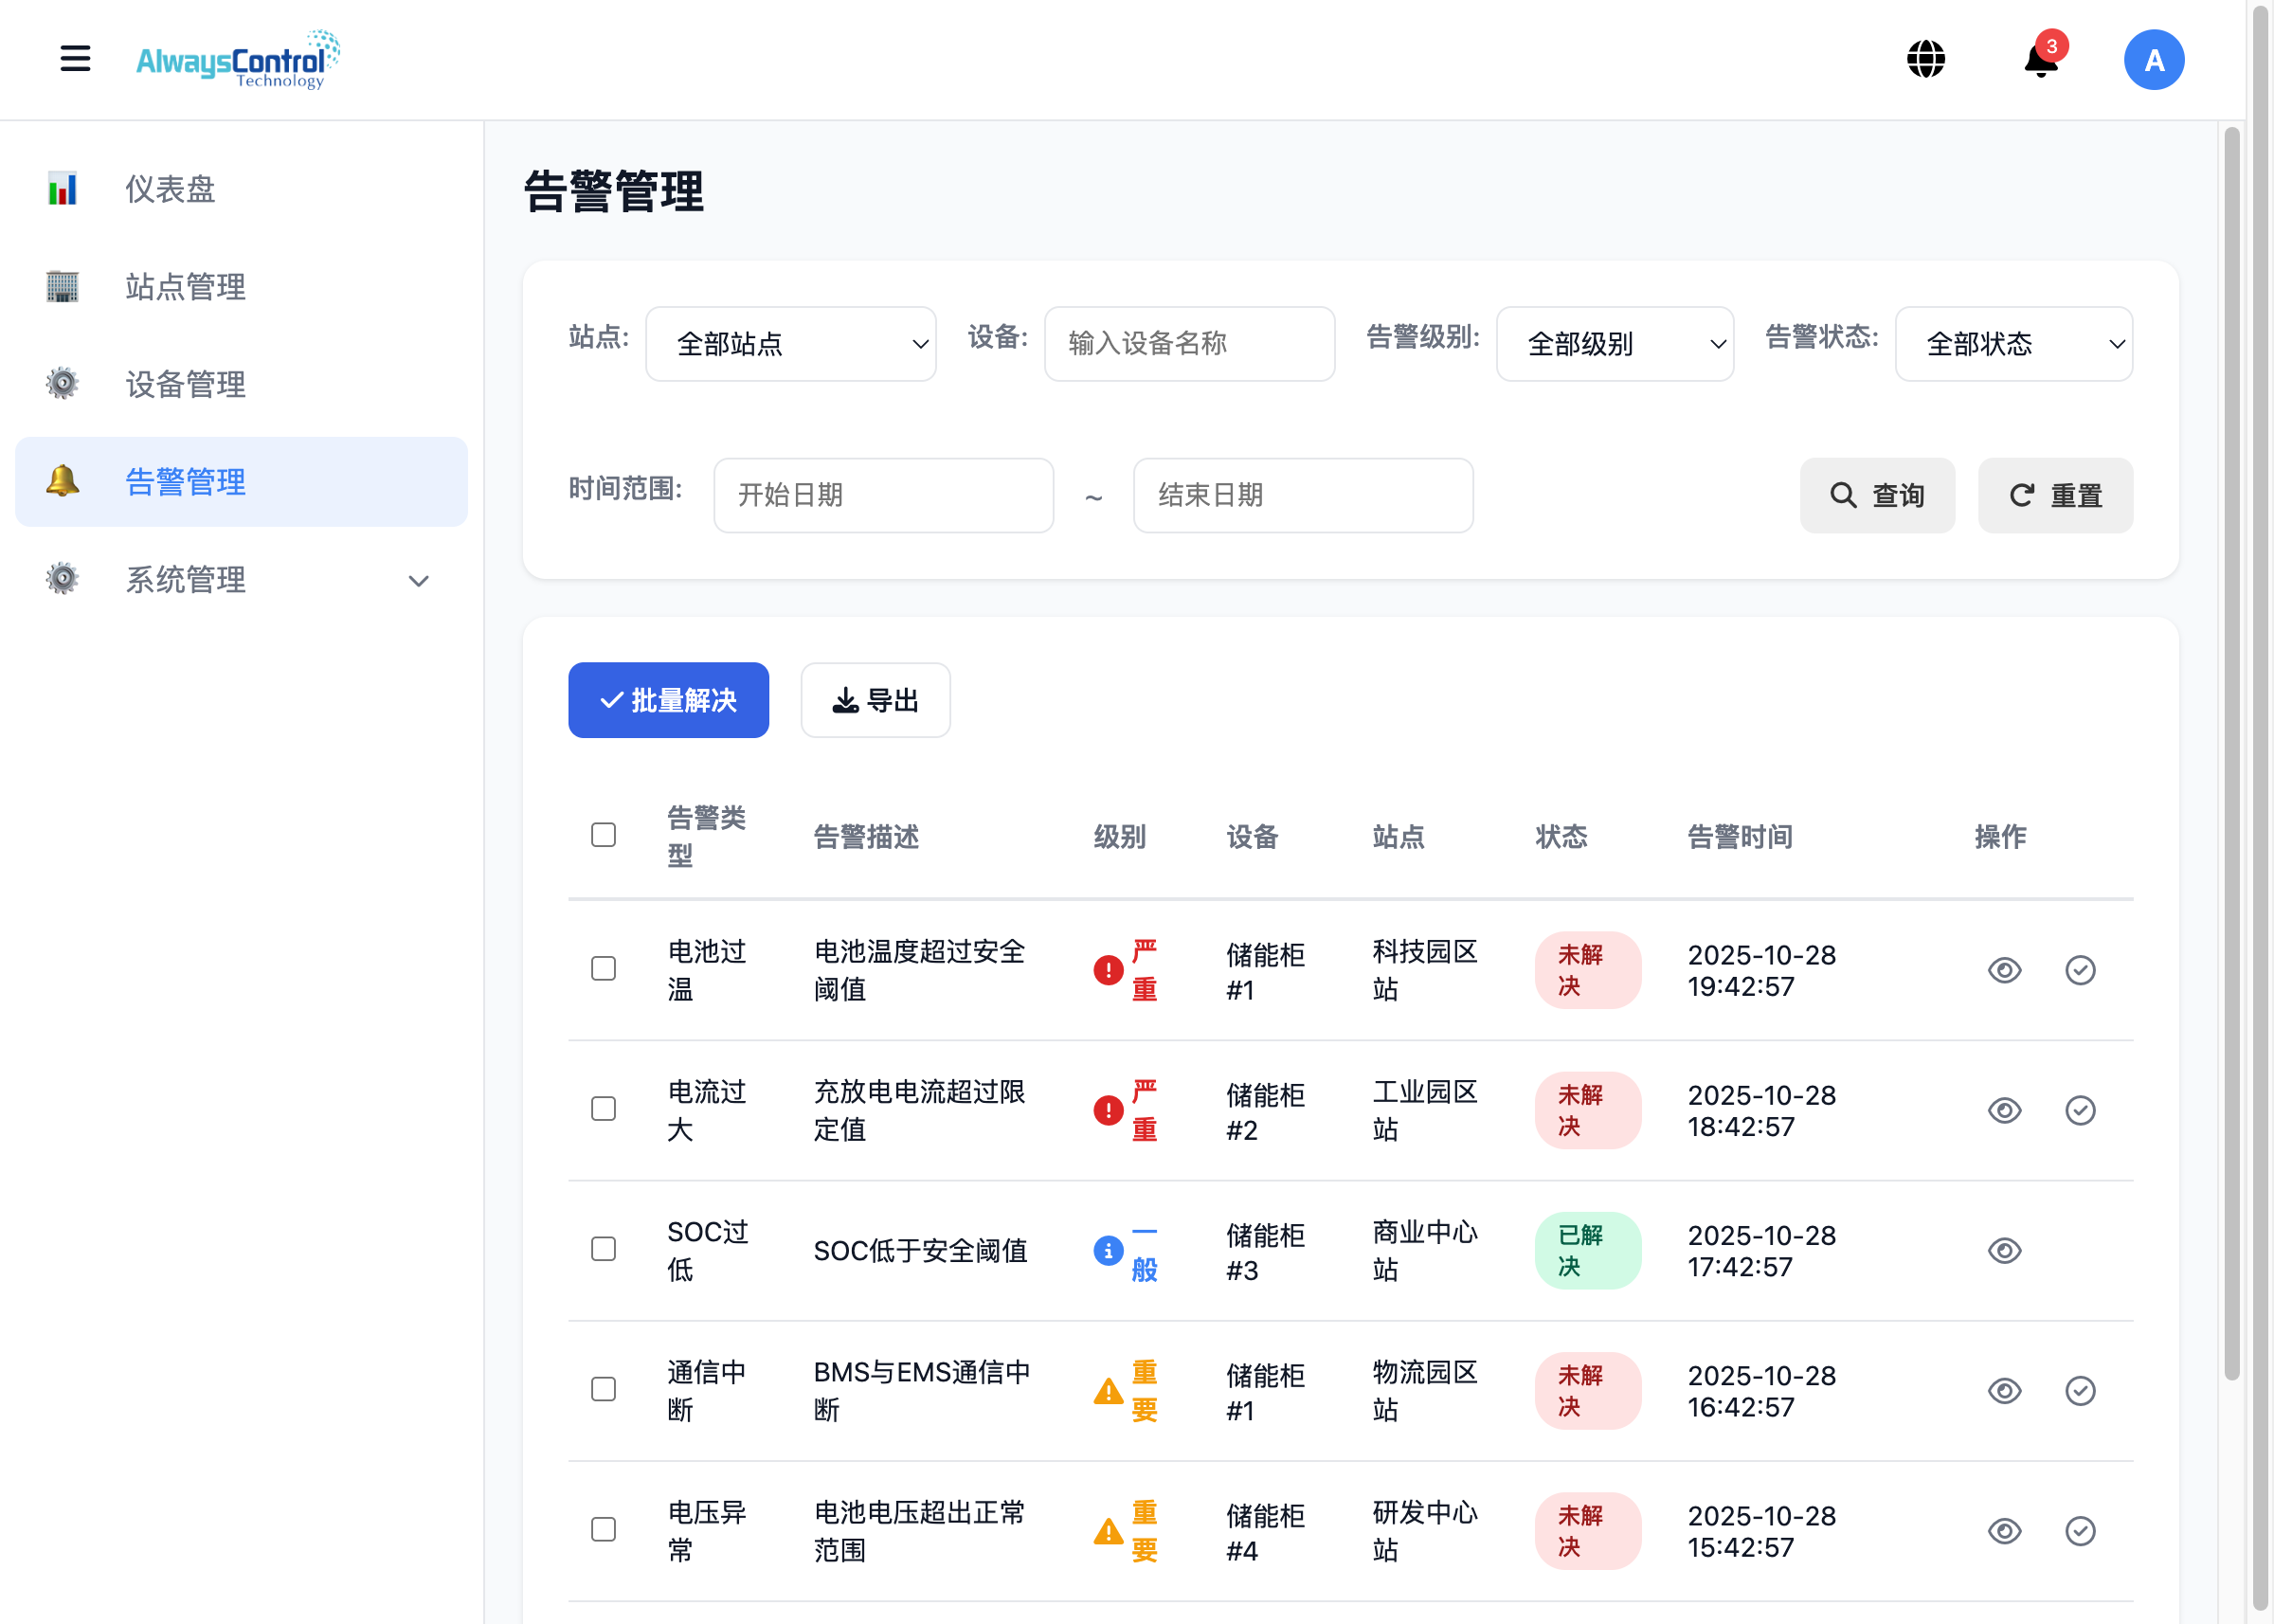 AlwaysControl
Technology
3
A
仪表盘
站点管理
设备管理
告警管理
系统管理
告警管理
站点: 全部站点 设备: 输入设备名称 告警级别: 全部级别 告警状态: 全部状态
时间范围: 开始日期 ~ 结束日期 查询 重置
批量解决 导出
告警类
型
告警描述 级别 设备 站点 状态 告警时间 操作
电池过
温
电池温度超过安全
阈值
严
重
储能柜
#1
科技园区
站
未解
决
2025-10-28
19:42:57
电流过
大
充放电电流超过限
定值
严
重
储能柜
#2
工业园区
站
未解
决
2025-10-28
18:42:57
SOC过
低
SOC低于安全阈值
一
般
储能柜
#3
商业中心
站
已解
决
2025-10-28
17:42:57
通信中
断
BMS与EMS通信中
断
重
要
储能柜
#1
物流园区
站
未解
决
2025-10-28
16:42:57
电压异
常
电池电压超出正常
范围
重
要
储能柜
#4
研发中心
站
未解
决
2025-10-28
15:42:57